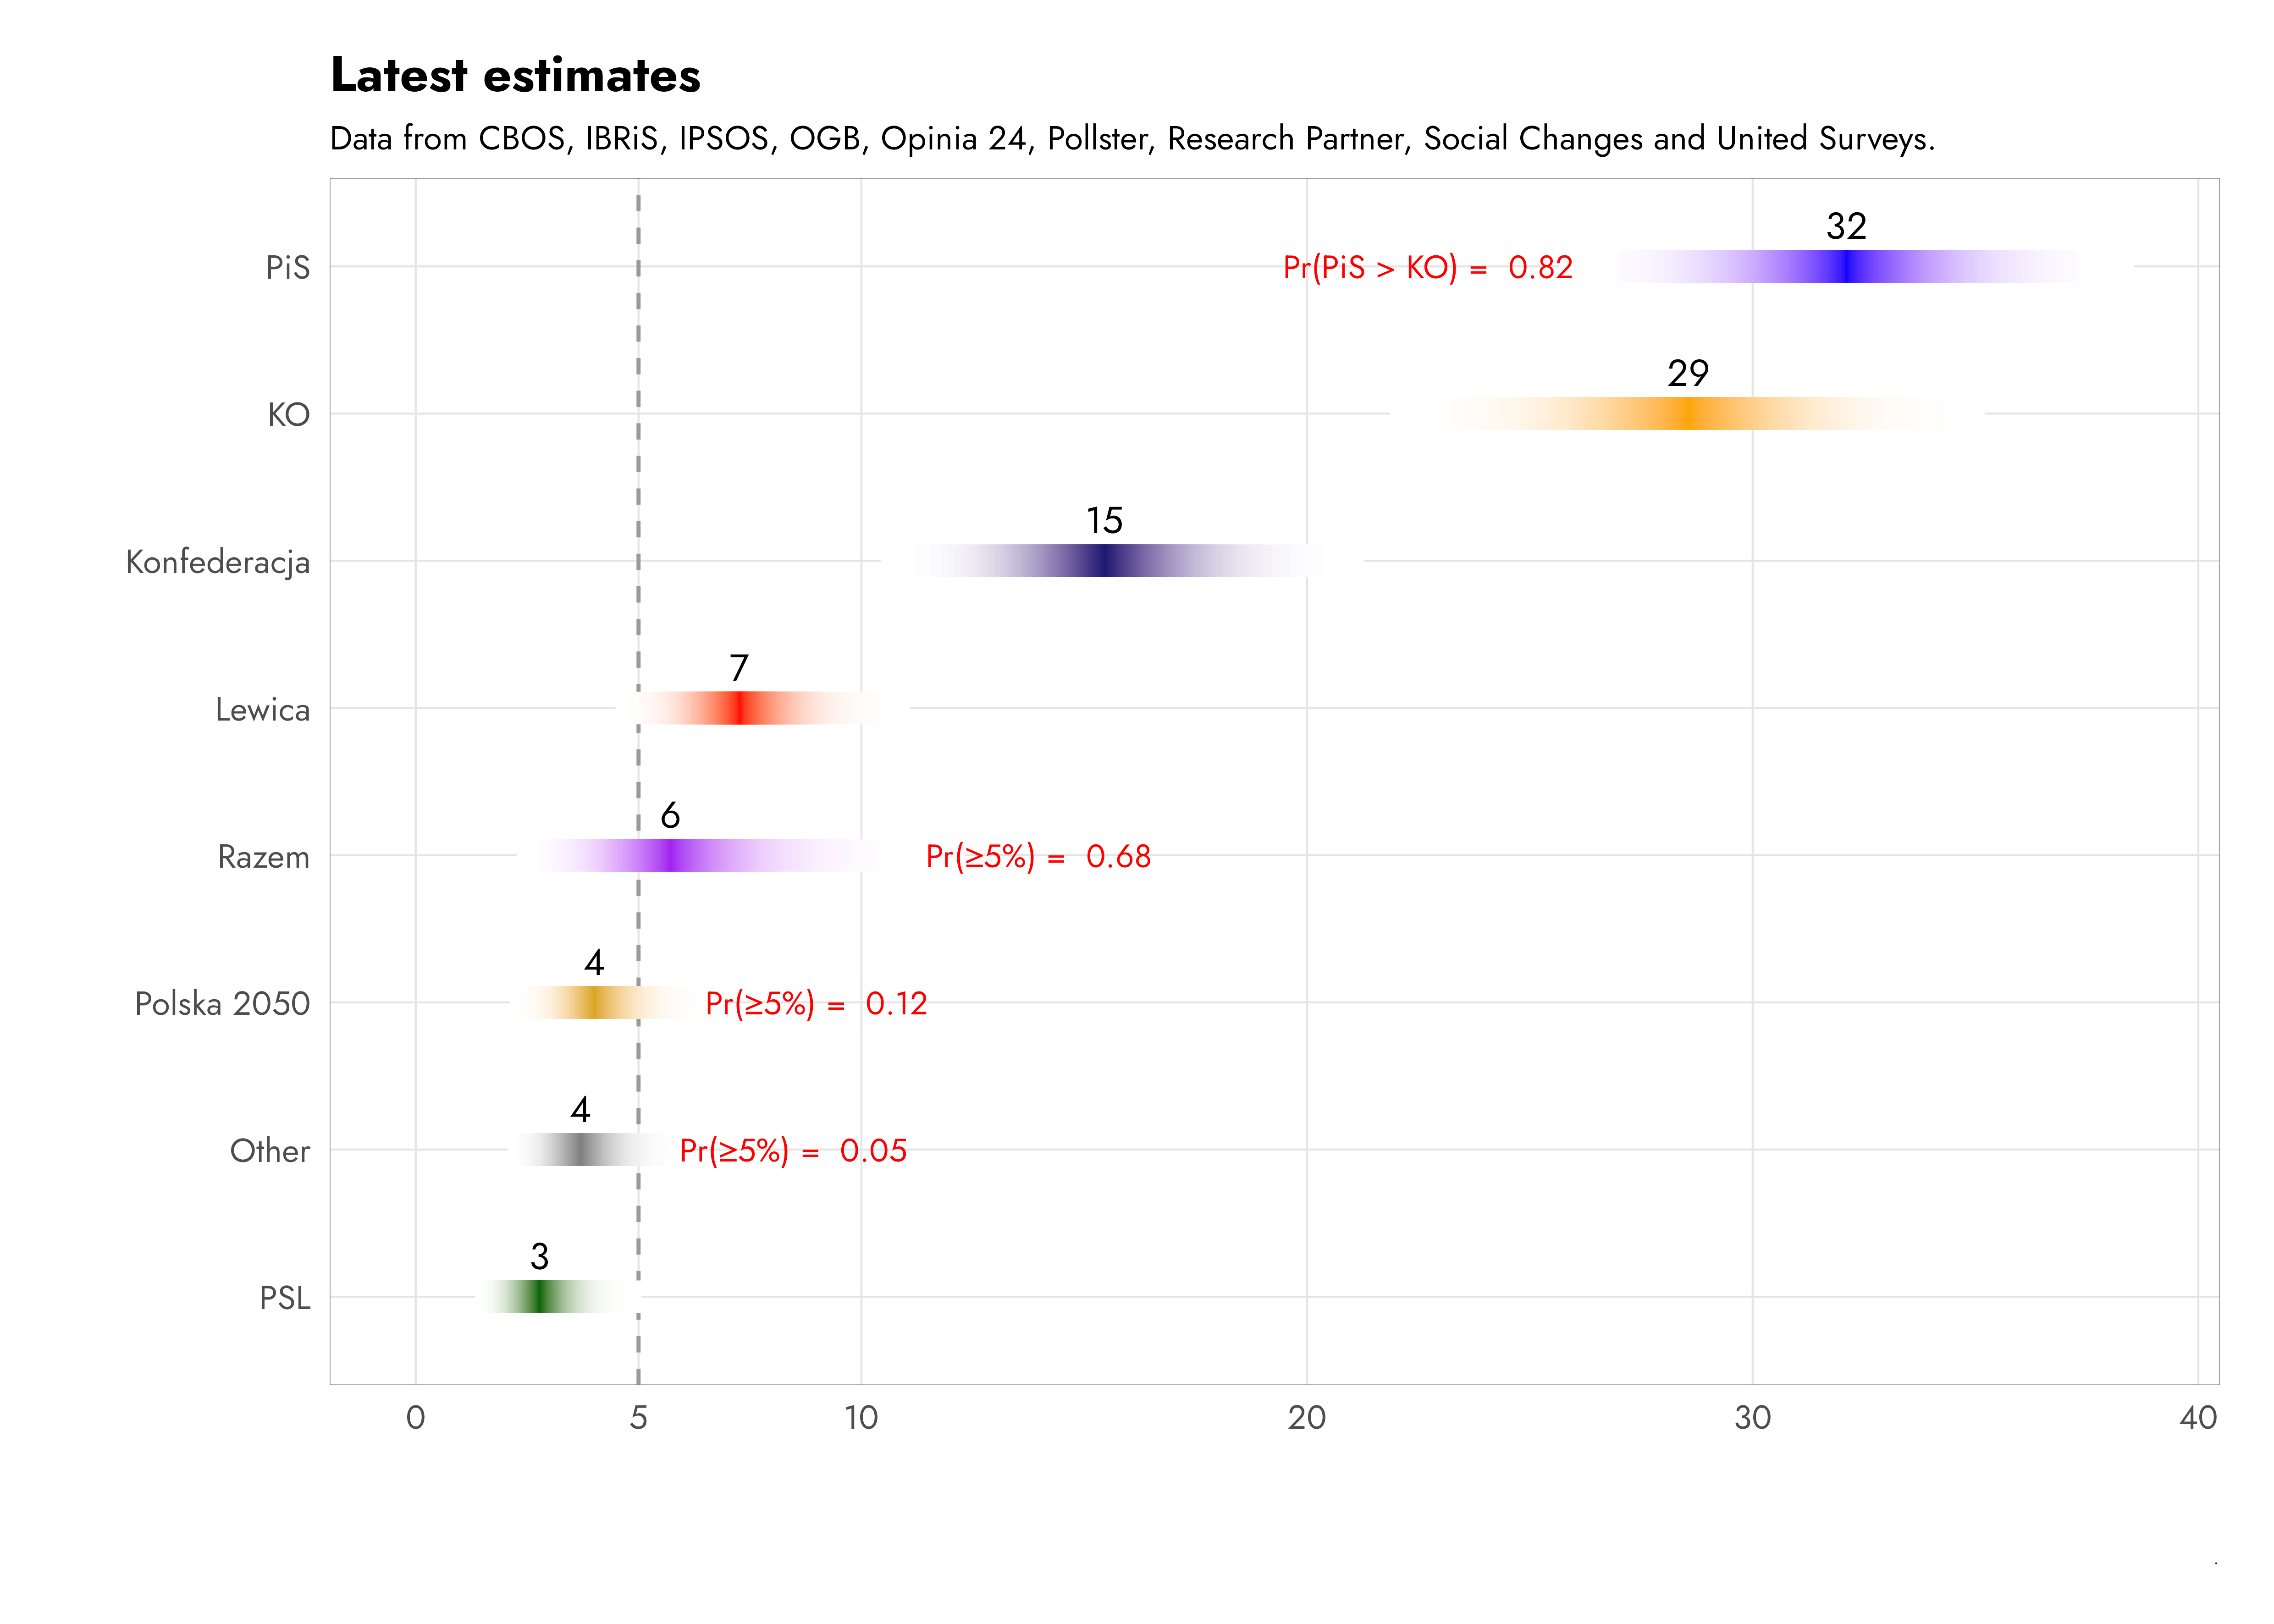 Latest estimates
Data from CBOS, IBRiS, IPSOS, OGB, Opinia 24, Pollster, Research Partner, Social Changes and United Surveys.
32
PiS
Pr(PiS > KO) = 0.82
29
KO
15
Konfederacja
7
Lewica
6
Razem
Pr(≥5%) = 0.68
4
Polska 2050
Pr(≥5%) = 0.12
4
Other
Pr(≥5%) = 0.05
3
PSL
0 5 10 20 30 40
.